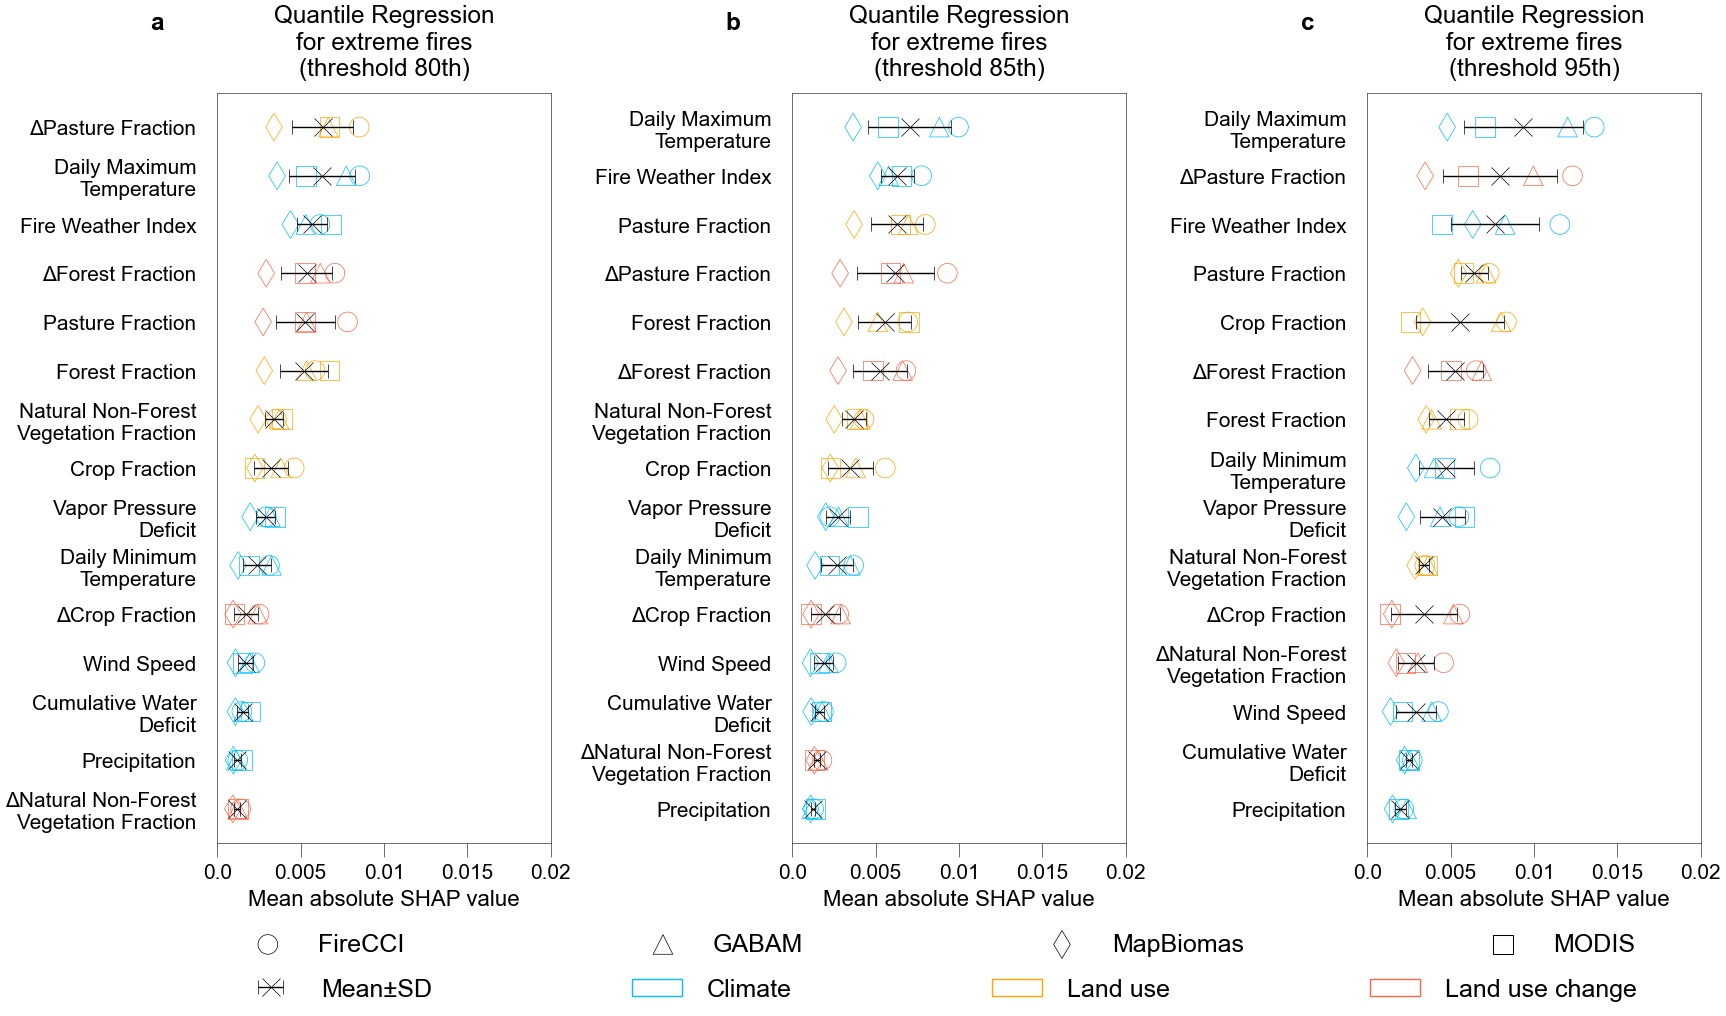 a
Quantile Regression
for extreme fires
(threshold 80th)
ΔPasture Fraction
Daily Maximum
Temperature
Fire Weather Index
ΔForest Fraction
Pasture Fraction
Forest Fraction
Natural Non-Forest
Vegetation Fraction
Crop Fraction
Vapor Pressure
Deficit
Daily Minimum
Temperature
ΔCrop Fraction
Wind Speed
Cumulative Water
Deficit
Precipitation
ΔNatural Non-Forest
Vegetation Fraction
0.0 0.005 0.01 0.015 0.02
Mean absolute SHAP value
b
Quantile Regression
for extreme fires
(threshold 85th)
Daily Maximum
Temperature
Fire Weather Index
Pasture Fraction
ΔPasture Fraction
Forest Fraction
ΔForest Fraction
Natural Non-Forest
Vegetation Fraction
Crop Fraction
Vapor Pressure
Deficit
Daily Minimum
Temperature
ΔCrop Fraction
Wind Speed
Cumulative Water
Deficit
ΔNatural Non-Forest
Vegetation Fraction
Precipitation
0.0 0.005 0.01 0.015 0.02
Mean absolute SHAP value
c
Quantile Regression
for extreme fires
(threshold 95th)
Daily Maximum
Temperature
ΔPasture Fraction
Fire Weather Index
Pasture Fraction
Crop Fraction
ΔForest Fraction
Forest Fraction
Daily Minimum
Temperature
Vapor Pressure
Deficit
Natural Non-Forest
Vegetation Fraction
ΔCrop Fraction
ΔNatural Non-Forest
Vegetation Fraction
Wind Speed
Cumulative Water
Deficit
Precipitation
0.0 0.005 0.01 0.015 0.02
Mean absolute SHAP value
FireCCI GABAM MapBiomas MODIS
Mean±SD Climate Land use Land use change